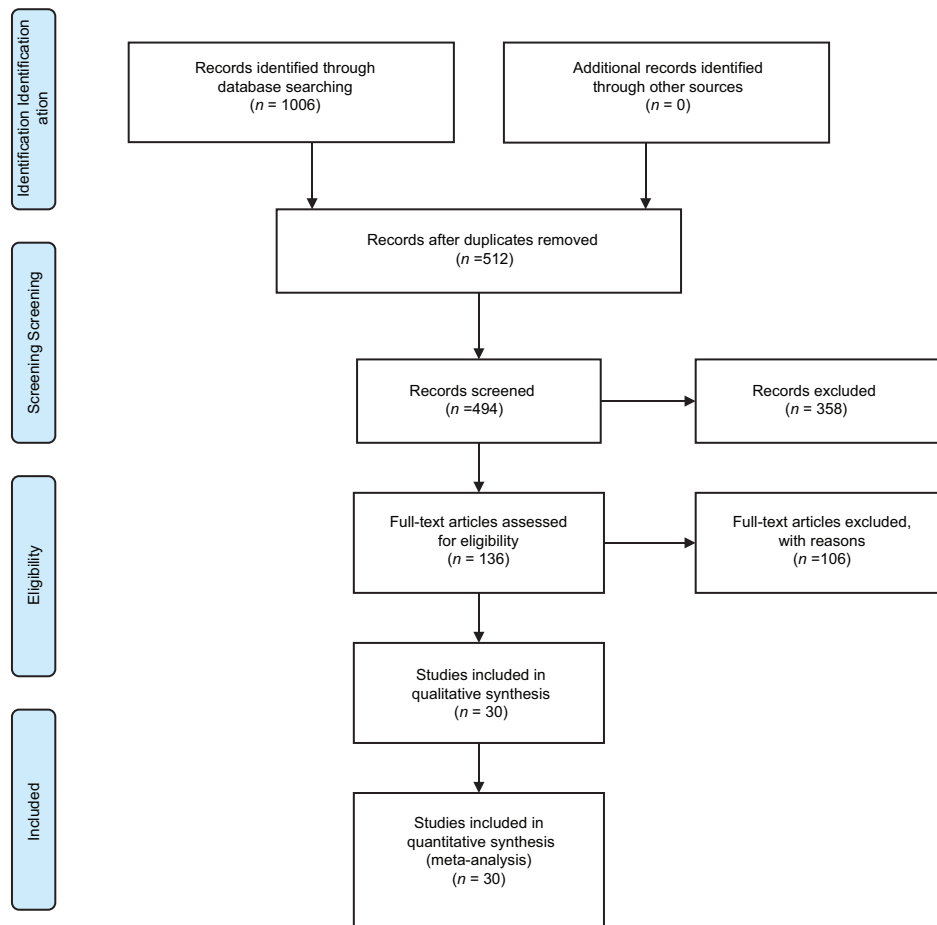 Identification Identification
ation
Records identified through
database searching
(n = 1006)
Additional records identified
through other sources
(n = 0)
Records after duplicates removed
(n =512)
Screening Screening
Records screened
(n =494)
Records excluded
(n = 358)
Eligibility
Full-text articles assessed
for eligibility
(n = 136)
Full-text articles excluded,
with reasons
(n =106)
Studies included in
qualitative synthesis
(n = 30)
Included
Studies included in
quantitative synthesis
(meta-analysis)
(n = 30)